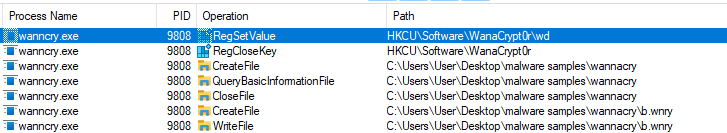 Process Name PID Operation Path
wanncry.exe 9808 RegSetValue HKCU\Software\WanaCrypt0r\wd
wanncry.exe 9808 RegCloseKey HKCU\Software\WanaCrypt0r
wanncry.exe 9808 CreateFile C:\Users\User\Desktop\malware samples\wannacry
wanncry.exe 9808 QueryBasicInformationFile C:\Users\User\Desktop\malware samples\wannacry
wanncry.exe 9808 CloseFile C:\Users\User\Desktop\malware samples\wannacry
wanncry.exe 9808 CreateFile C:\Users\User\Desktop\malware samples\wannacry\b.wnry
wanncry.exe 9808 WriteFile C:\Users\User\Desktop\malware samples\wannacry\b.wnry